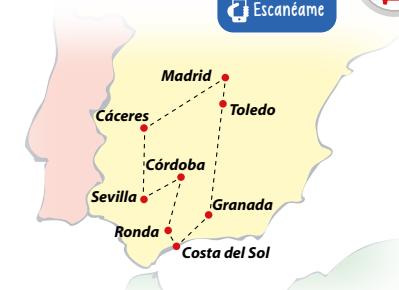 Escanéame
Madrid
Toledo
Cáceres
Córdoba
Sevilla
Granada
Ronda
Costa del Sol